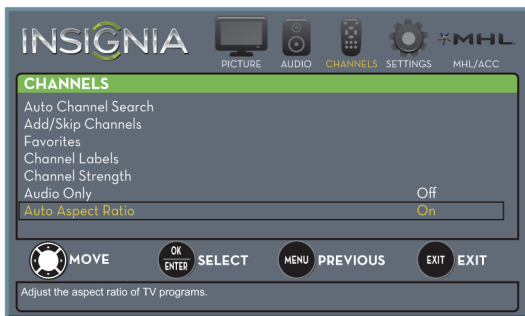 INSIGNIA
PICTURE AUDIO CHANNELS SETTINGS MHL MHL/ACC
CHANNELS
Auto Channel Search
Add/Skip Channels
Favorites
Channel Labels
Channel Strength
Audio Only Off
Auto Aspect Ratio On
MOVE OK ENTER SELECT MENU PREVIOUS EXIT EXIT
Adjust the aspect ratio of TV programs.